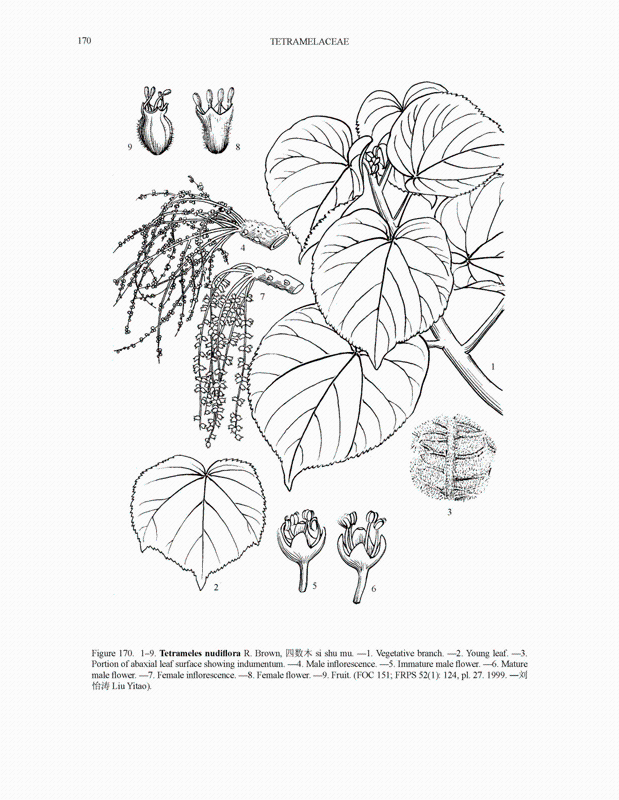 170
TETRAMELACEAE
9
8
4
7
1
3
2
5
6
Figure 170. 1–9. Tetrameles nudiflora R. Brown, 四数木 si shu mu. —1. Vegetative branch. —2. Young leaf. —3.
Portion of abaxial leaf surface showing indumentum. —4. Male inflorescence. —5. Immature male flower. —6. Mature
male flower. —7. Female inflorescence. —8. Female flower. —9. Fruit. (FOC 151; FRPS 52(1): 124, pl. 27. 1999. —刘
怡涛 Liu Yitao).